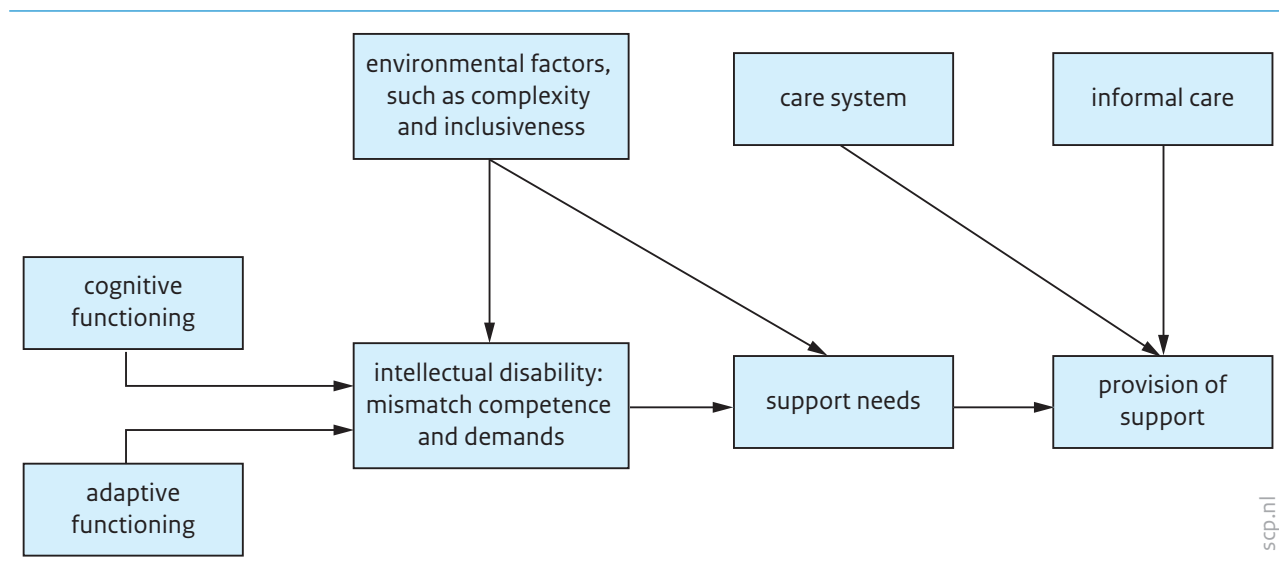 environmental factors,
such as complexity
and inclusiveness
care system
informal care
cognitive
functioning
intellectual disability:
mismatch competence
and demands
support needs
provision of
support
adaptive
functioning
scp.nl